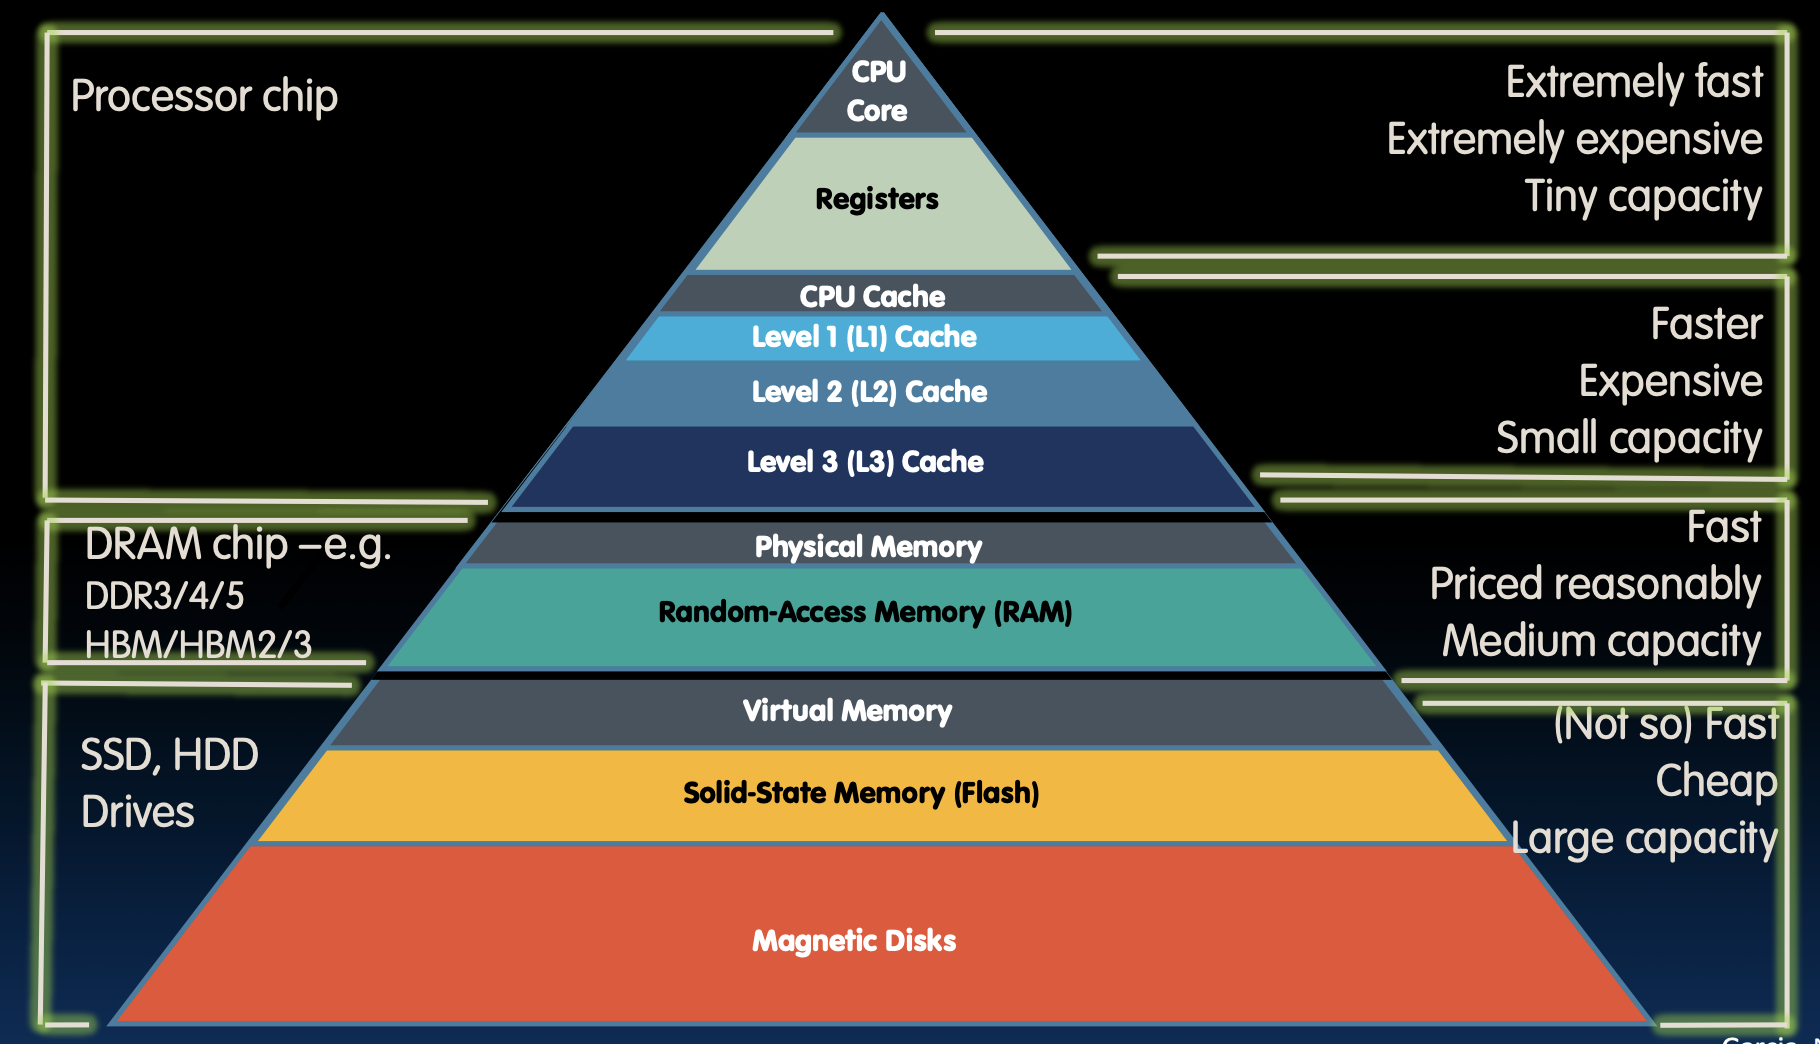 Processor chip
CPU
Core
Registers
CPU Cache
Level 1 (L1) Cache
Level 2 (L2) Cache
Level 3 (L3) Cache
Extremely fast
Extremely expensive
Tiny capacity
Faster
Expensive
Small capacity
DRAM chip –e.g.
DDR3/4/5
HBM/HBM2/3
Physical Memory
Random-Access Memory (RAM)
Fast
Priced reasonably
Medium capacity
SSD, HDD
Drives
Virtual Memory
Solid-State Memory (Flash)
Magnetic Disks
(Not so) Fast
Cheap
Large capacity